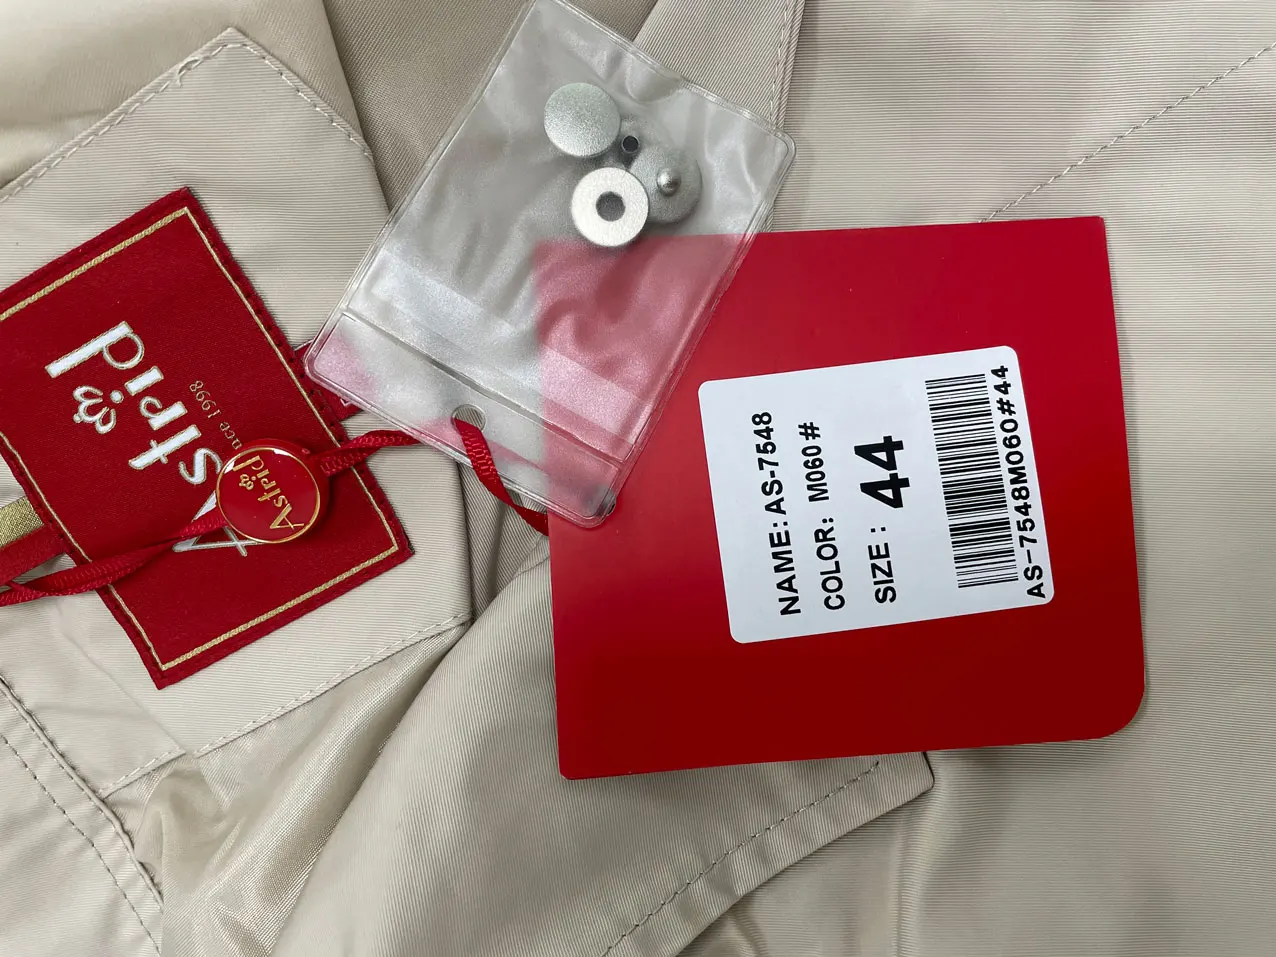 Astrid
since 1998
Astrid
NAME: AS-7548
COLOR: M060#
SIZE: 44
AS-7548M060#44